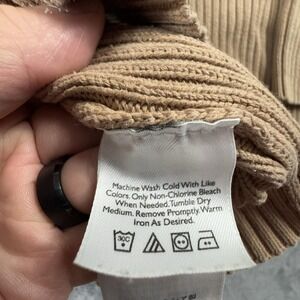 Machine Wash Cold With Like
Colors. Only Non-Chlorine Bleach
When Needed. Tumble Dry
Medium. Remove Promptly. Warm
Iron As Desired.
30C